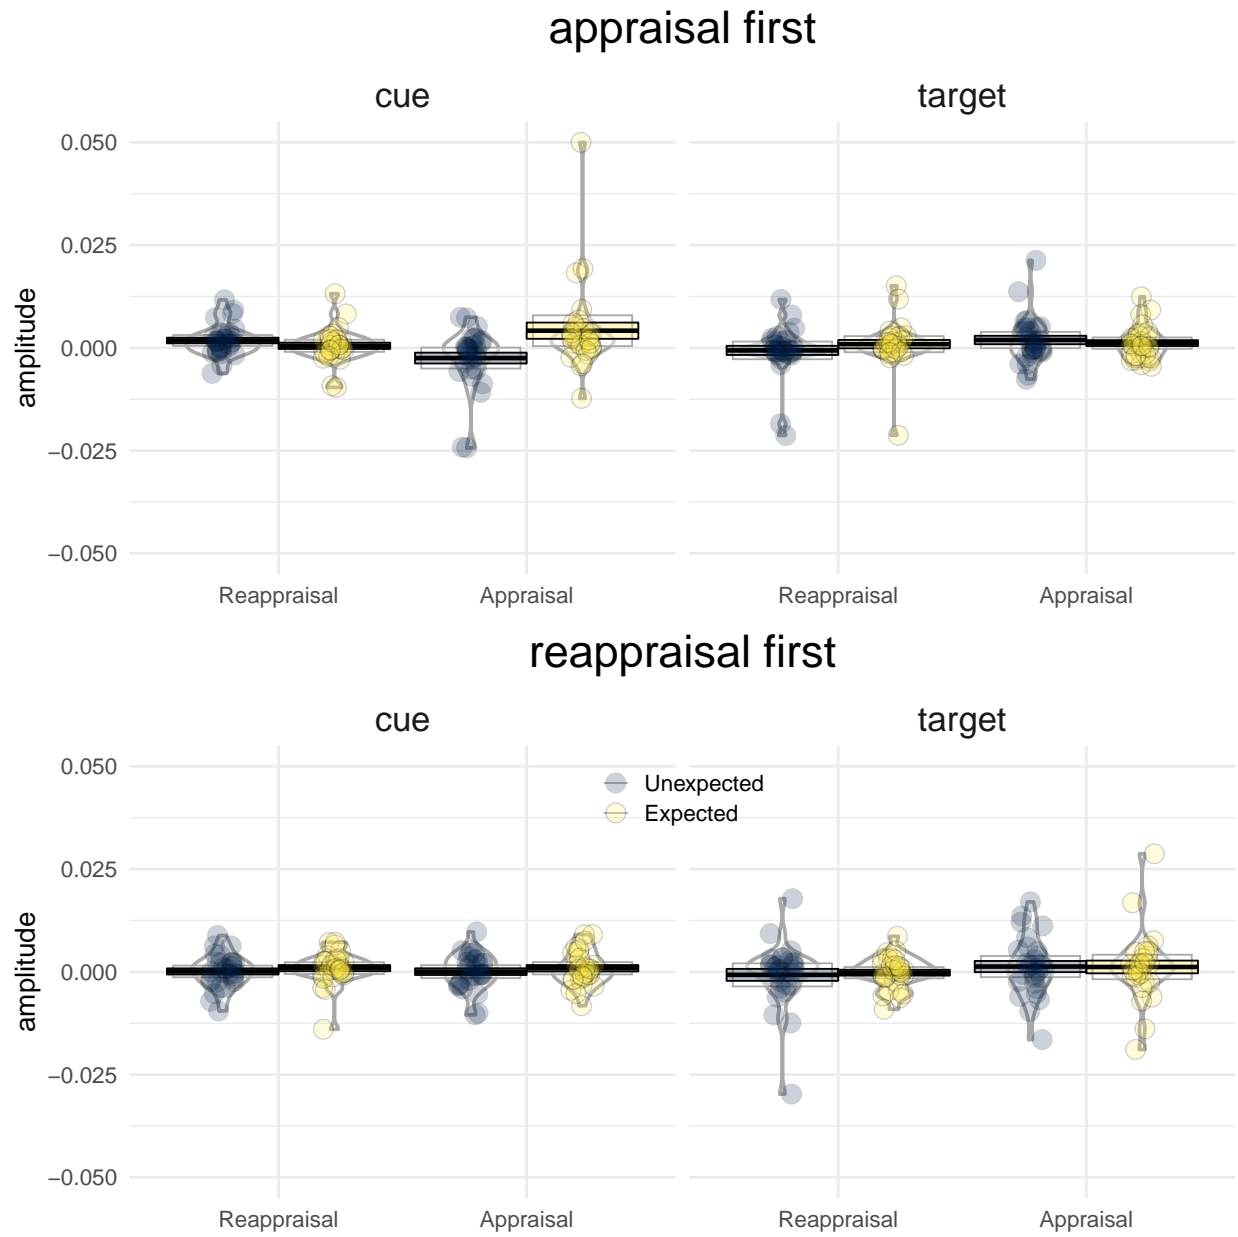 appraisal first
cue target
0.050
0.025
0.000
−0.025
−0.050
amplitude
Reappraisal Appraisal Reappraisal Appraisal
reappraisal first
cue target
0.050
Unexpected
Expected
0.025
0.000
−0.025
−0.050
amplitude
Reappraisal Appraisal Reappraisal Appraisal